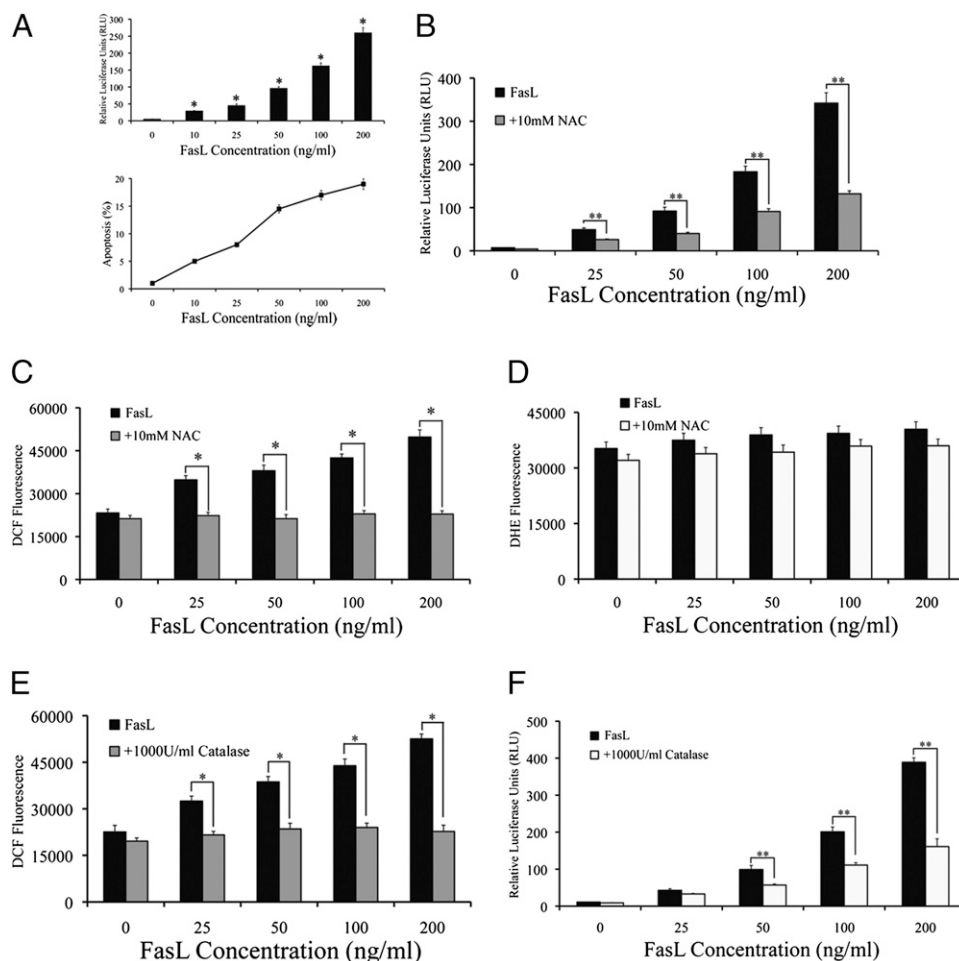 A
Relative Luciferase Units (RLU)
300
250
200
150
100
50
0
*
*
*
*
*
0 10 25 50 100 200
FasL Concentration (ng/ml)
Apoptosis (%)
20
15
10
5
0
0 10 25 50 100 200
FasL Concentration (ng/ml)
B
Relative Luciferase Units (RLU)
400
300
200
100
0
FasL
+10mM NAC
**
**
**
**
0 25 50 100 200
FasL Concentration (ng/ml)
C
DCF Fluorescence
60000
45000
30000
15000
0
FasL
+10mM NAC
*
*
*
*
0 25 50 100 200
FasL Concentration (ng/ml)
D
DHE Fluorescence
45000
30000
15000
0
FasL
+10mM NAC
0 25 50 100 200
FasL Concentration (ng/ml)
E
DCF Fluorescence
60000
45000
30000
15000
0
FasL
+1000U/ml Catalase
*
*
*
*
0 25 50 100 200
FasL Concentration (ng/ml)
F
Relative Luciferase Units (RLU)
500
400
300
200
100
0
FasL
+1000U/ml Catalase
**
**
**
0 25 50 100 200
FasL Concentration (ng/ml)